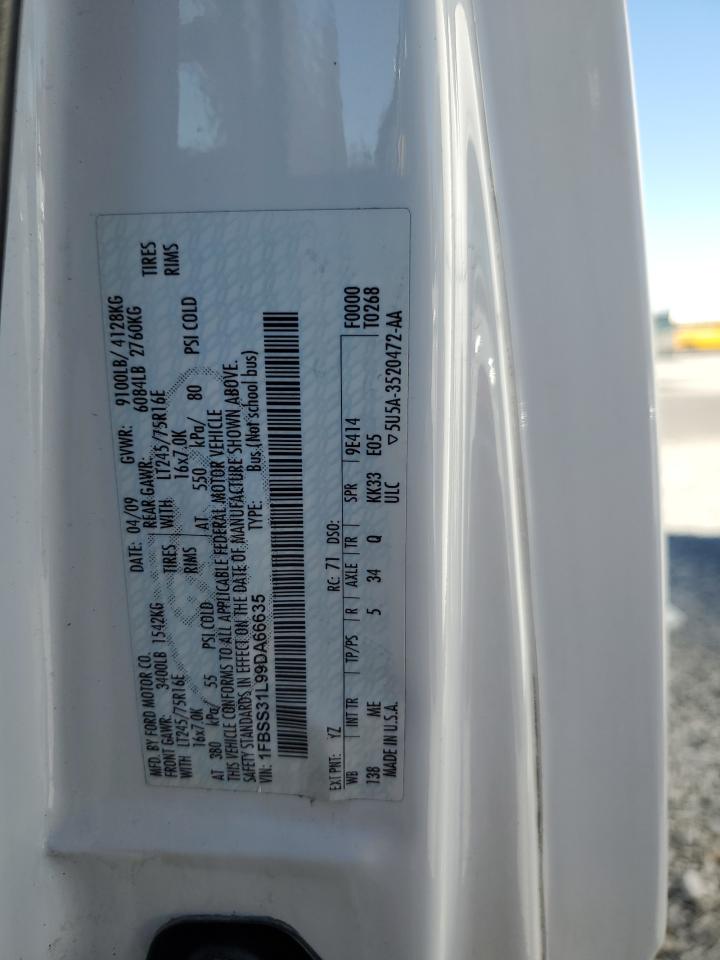 MFD. BY FORD MOTOR CO. DATE: 04/09 GVWR: 9100LB/ 4128KG
FRONT GAWR: 3400LB 1542KG REAR GAWR: 6084LB 2760KG
WITH LT245/75R16E TIRES WITH LT245/75R16E TIRES
16x7.0K RIMS 16x7.0K RIMS
AT 380 kPa/ 55 PSI COLD AT 550 kPa/ 80 PSI COLD
THIS VEHICLE CONFORMS TO ALL APPLICABLE FEDERAL MOTOR VEHICLE
SAFETY STANDARDS IN EFFECT ON THE DATE OF MANUFACTURE SHOWN ABOVE.
VIN: 1FBSS31L99DA66635 TYPE: Bus (Not school bus)
F0000
T0268
EXT PNT: YZ RC: 71 DSO:
WB INT TR TP/PS R AXLE TR SPR 9E414
138 ME 5 34 Q KK33 E05
MADE IN U.S.A. ULC ▽5U5A-3520472-AA